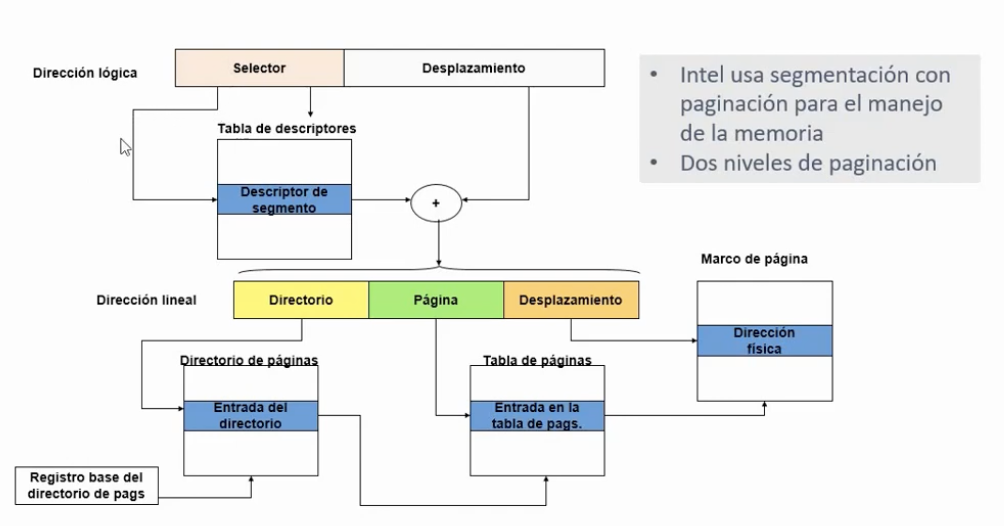 Dirección lógica
Selector
Desplazamiento
Tabla de descriptores
Descriptor de
segmento
+
• Intel usa segmentación con
paginación para el manejo
de la memoria
• Dos niveles de paginación
Marco de página
Dirección lineal
Directorio
Página
Desplazamiento
Dirección
física
Directorio de páginas
Tabla de páginas
Entrada del
directorio
Entrada en la
tabla de pags.
Registro base del
directorio de pags